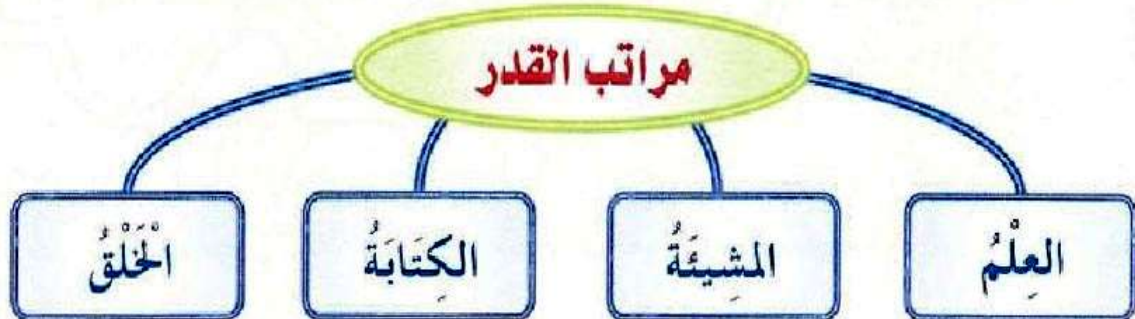 مراتب القدر
العِلْمُ
المشِيئَةُ
الكِتَابَةُ
الْخَلْقُ